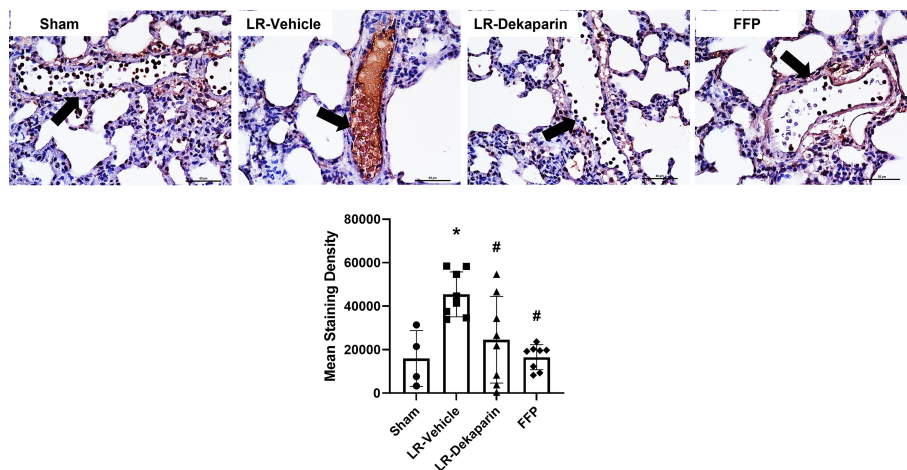 Sham
LR-Vehicle
LR-Dekaparin
FFP
80000
60000
40000
20000
0
Mean Staining Density
*
#
#
Sham
LR-Vehicle
LR-Dekaparin
FFP